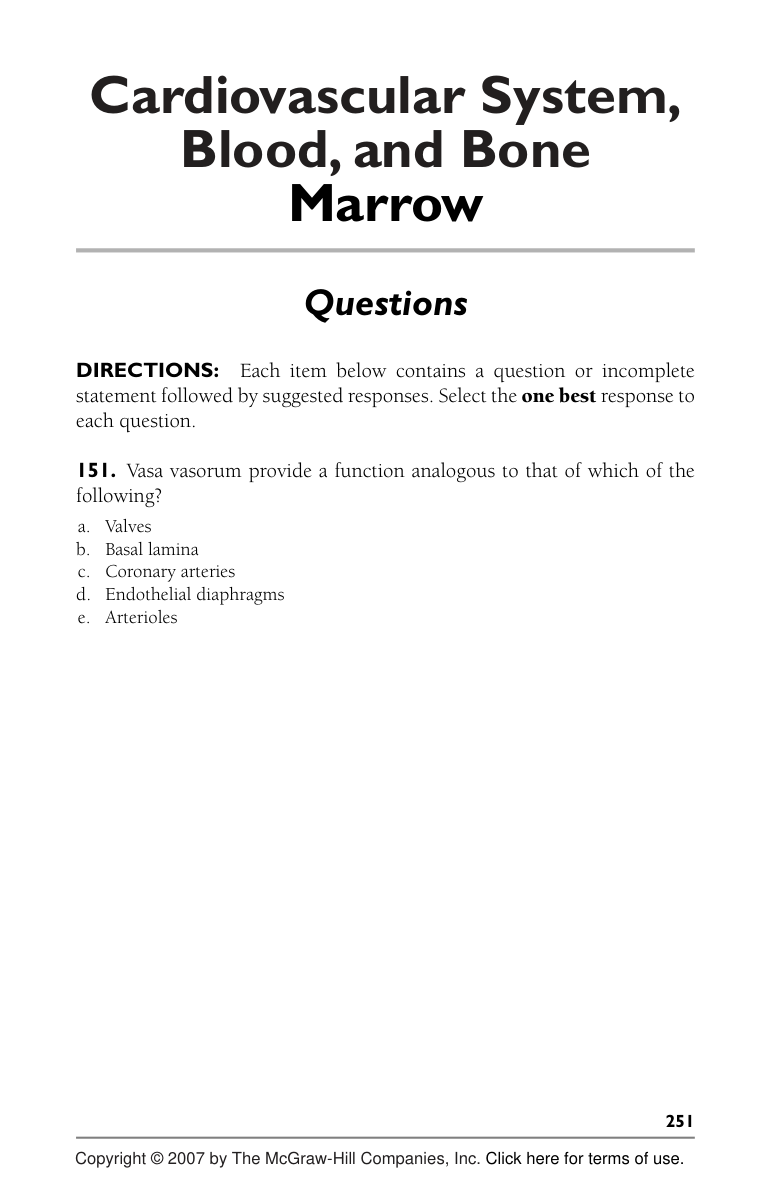 Cardiovascular System,
Blood, and Bone
Marrow
Questions
DIRECTIONS: Each item below contains a question or incomplete
statement followed by suggested responses. Select the one best response to
each question.
151. Vasa vasorum provide a function analogous to that of which of the
following?
a. Valves
b. Basal lamina
c. Coronary arteries
d. Endothelial diaphragms
e. Arterioles
251
Copyright © 2007 by The McGraw-Hill Companies, Inc. Click here for terms of use.